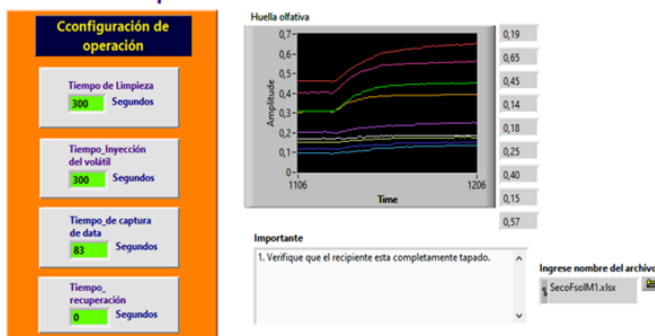 Cconfiguración de
operación
Tiempo de Limpieza
300 Segundos
Tiempo_Inyección
del volátil
300 Segundos
Tiempo_de captura
de data
83 Segundos
Tiempo_
recuperación
0 Segundos
Huella olfativa
Amplitude
0,7-
0,6-
0,5-
0,4-
0,3-
0,2-
0,1-
0-
1106 1206
Time
0,19
0,65
0,45
0,14
0,18
0,25
0,40
0,15
0,57
Importante
1. Verifique que el recipiente esta completamente tapado.
Ingrese nombre del archivo
SecoFsolM1.xlsx